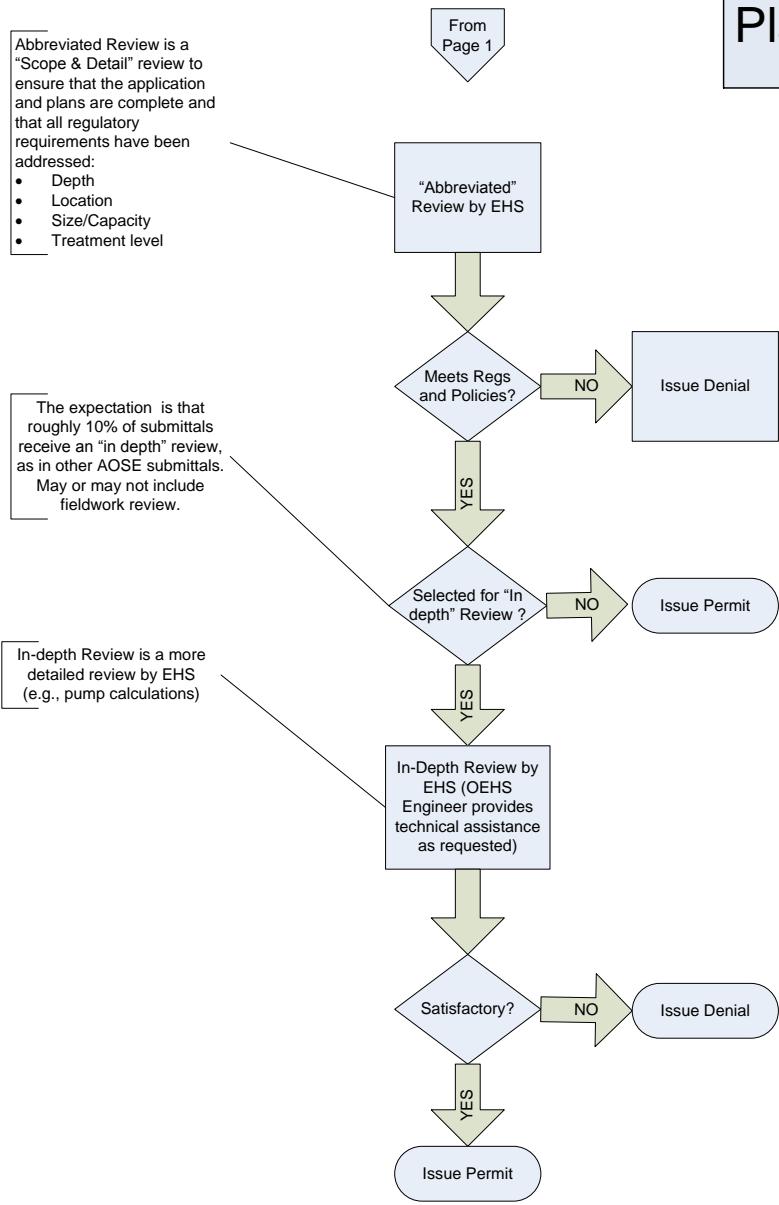 From
Page 1
Pl
Abbreviated Review is a
“Scope & Detail” review to
ensure that the application
and plans are complete and
that all regulatory
requirements have been
addressed:
• Depth
• Location
• Size/Capacity
• Treatment level
“Abbreviated”
Review by EHS
Meets Regs
and Policies?
NO
Issue Denial
YES
The expectation is that
roughly 10% of submittals
receive an “in depth” review,
as in other AOSE submittals.
May or may not include
fieldwork review.
Selected for “In
depth” Review ?
NO
Issue Permit
YES
In-depth Review is a more
detailed review by EHS
(e.g., pump calculations)
In-Depth Review by
EHS (OEHS
Engineer provides
technical assistance
as requested)
Satisfactory?
NO
Issue Denial
YES
Issue Permit